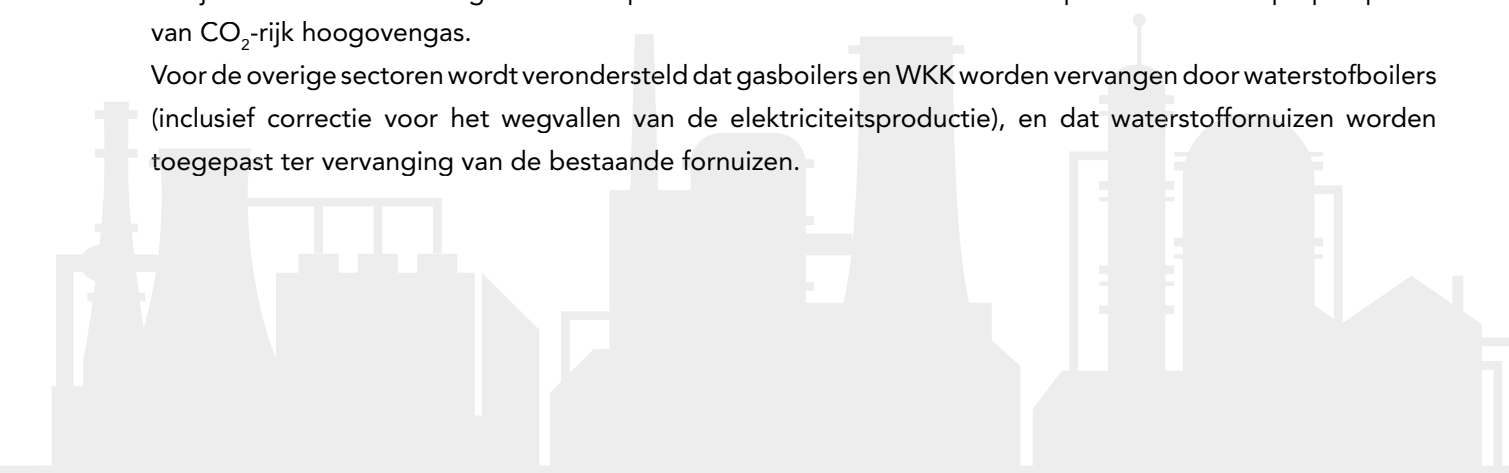 van CO₂-rijk hoogovengas.
Voor de overige sectoren wordt verondersteld dat gasboilers en WKK worden vervangen door waterstofboilers
(inclusief correctie voor het wegvallen van de elektriciteitsproductie), en dat waterstoffornuizen worden
toegepast ter vervanging van de bestaande fornuizen.